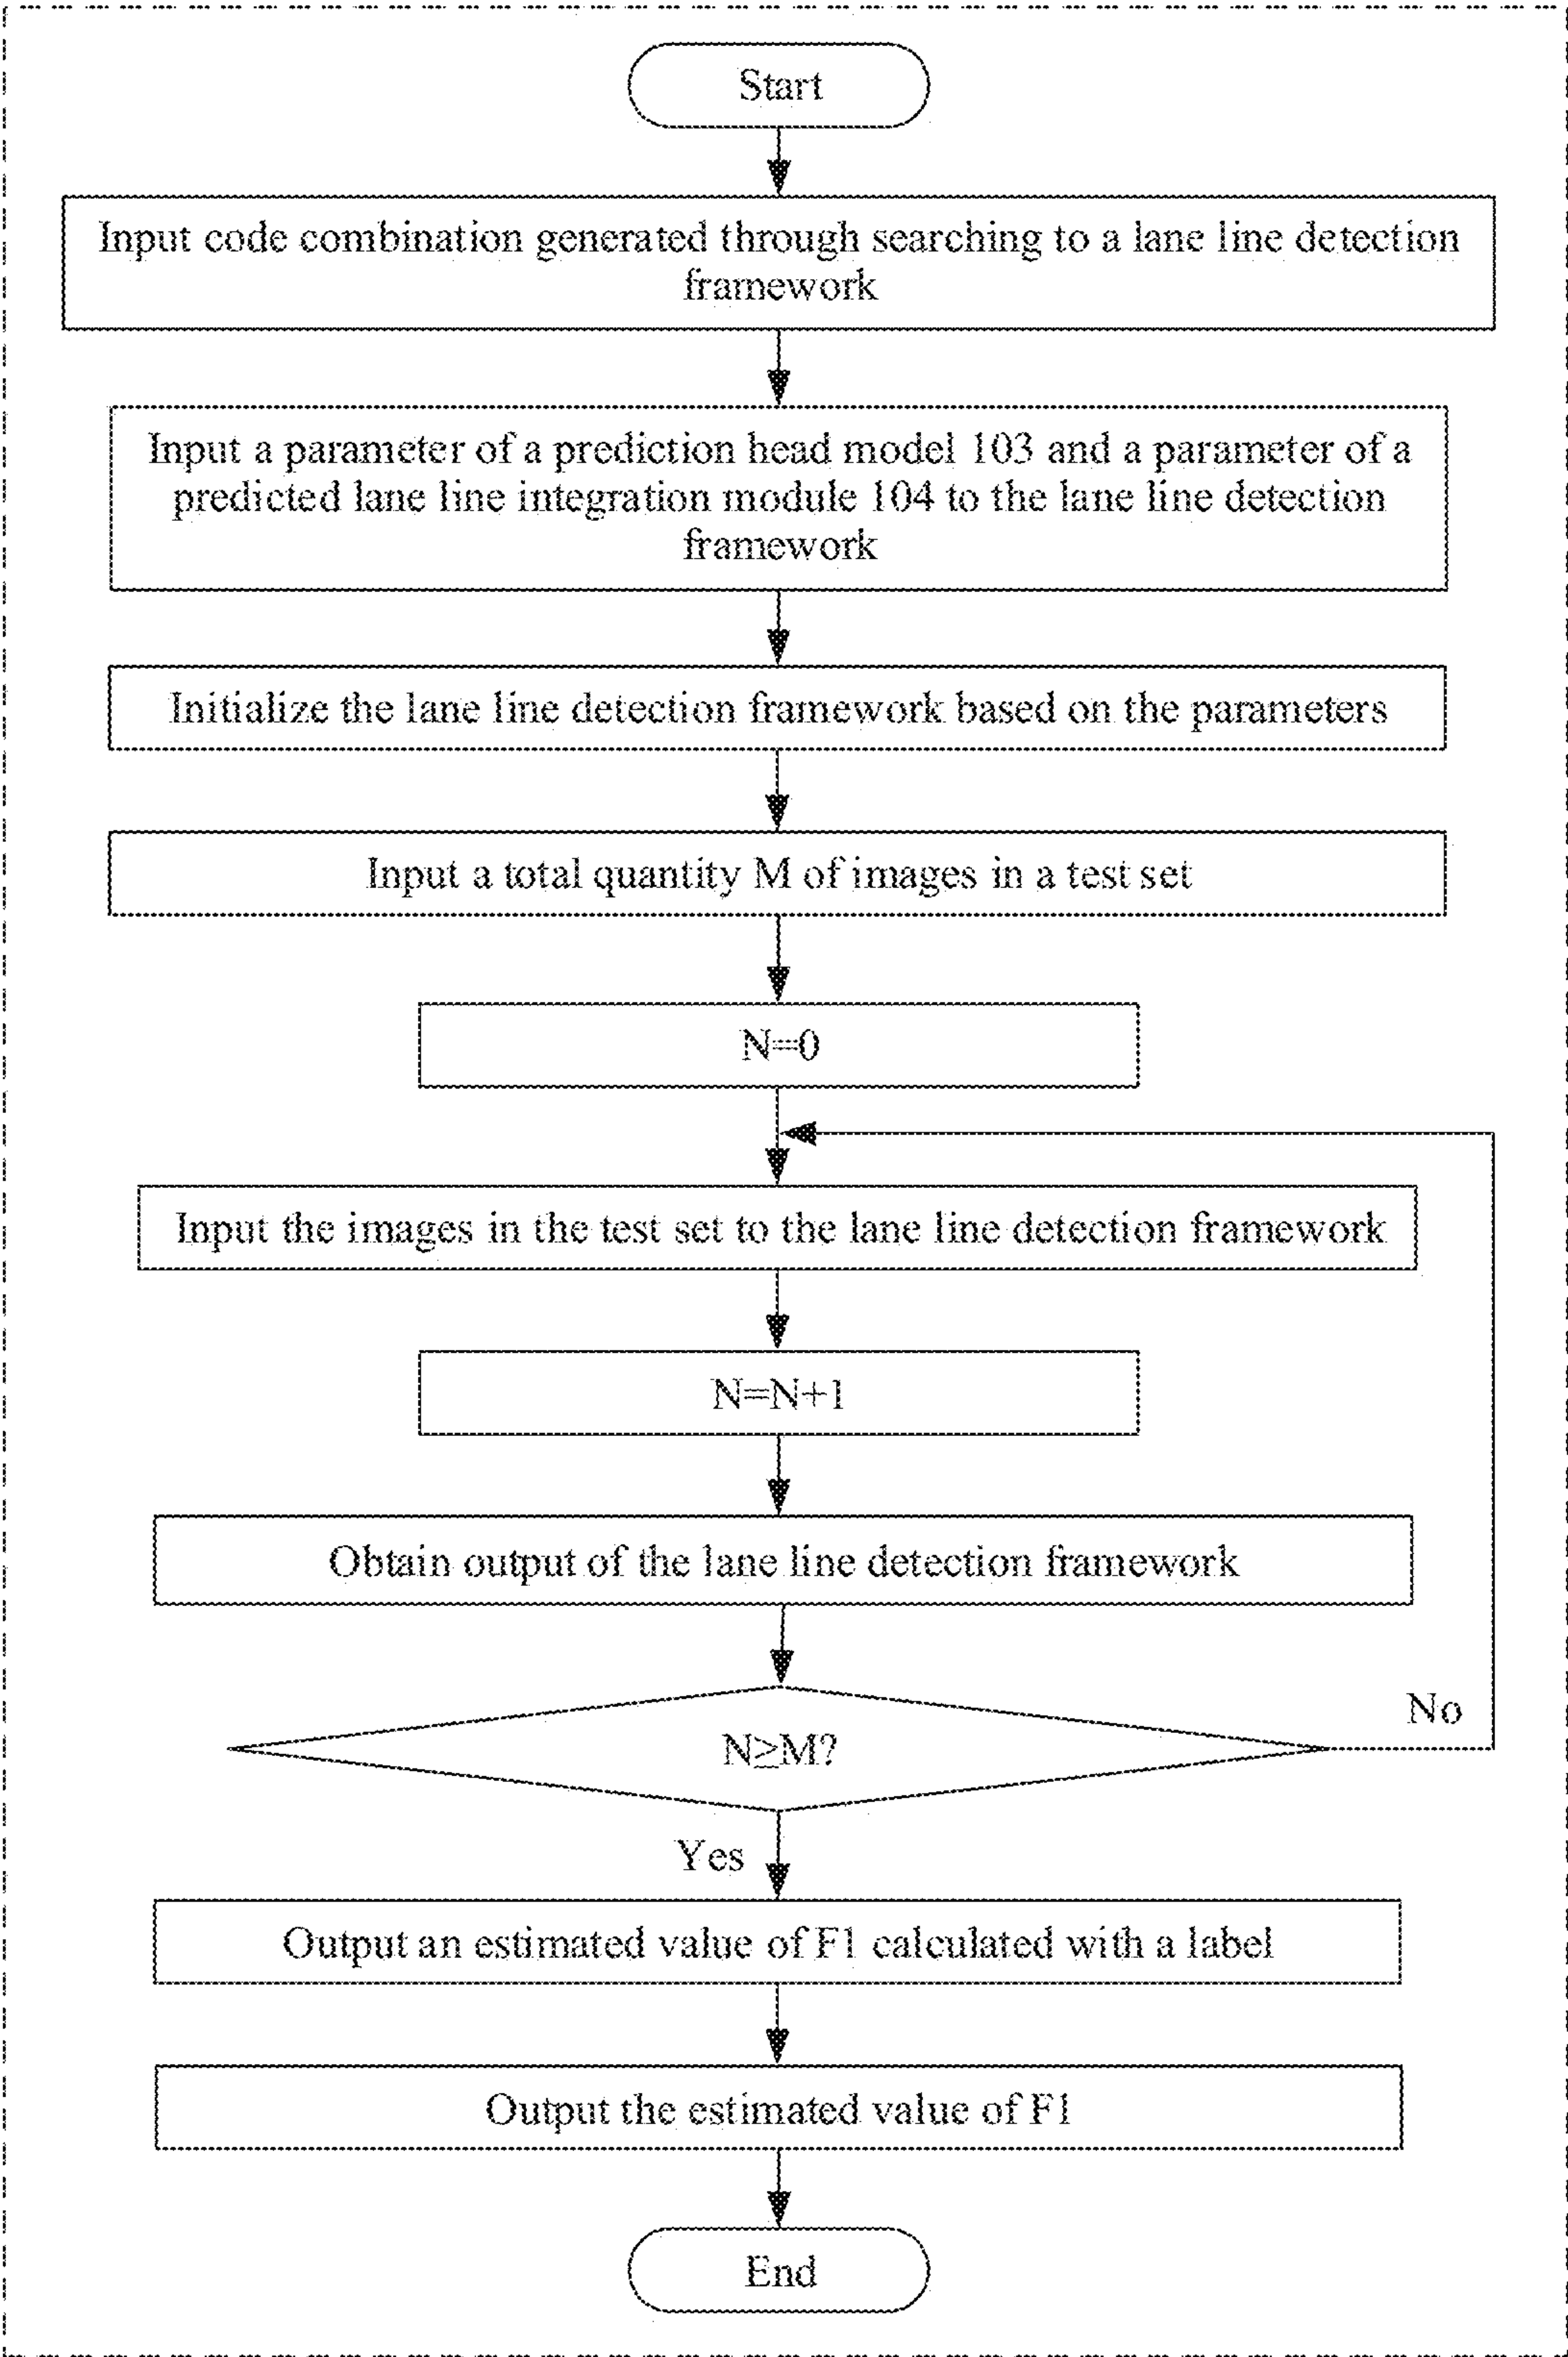 Start
Input code combination generated through searching to a lane line detection
framework
Input a parameter of a prediction head model 103 and a parameter of a
predicted lane line integration module 104 to the lane line detection
framework
Initialize the lane line detection framework based on the parameters
Input a total quantity M of images in a test set
N=0
Input the images in the test set to the lane line detection framework
N=N+1
Obtain output of the lane line detection framework
N≥M?
No
Yes
Output an estimated value of F1 calculated with a label
Output the estimated value of F1
End